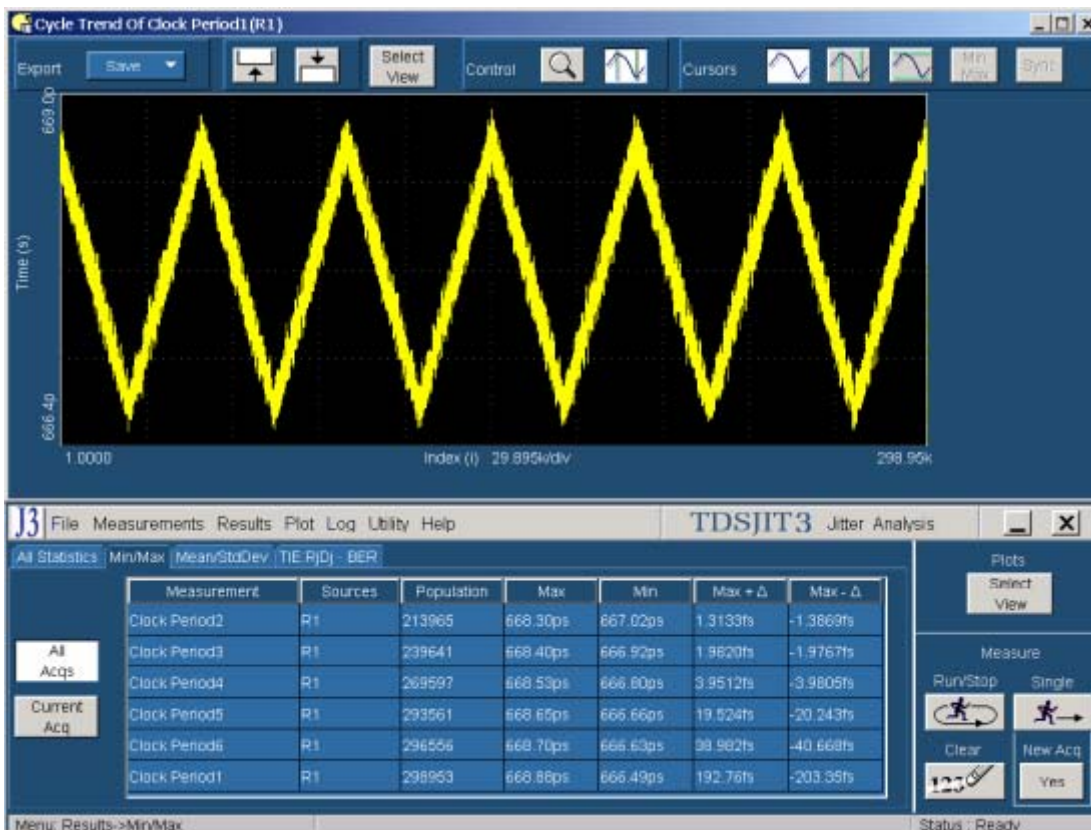 Cycle Trend Of Clock Period1(R1)
Export Save Select View Control Cursors Min Max Sync
669.0p
Time (s)
666.4p
1.0000 Index (i) 29.895k/div 298.95k
J3 File Measurements Results Plot Log Utility Help TDSJIT3 Jitter Analysis
All Statistics Min/Max Mean/StdDev TIE:RjDj - BER
Plots
Select View
Measurement Sources Population Max Min Max + Δ Max - Δ
Clock Period2 R1 213965 668.30ps 667.02ps 1.3133fs -1.3869fs
Clock Period3 R1 239641 668.40ps 666.92ps 1.9820fs -1.9767fs
Clock Period4 R1 269597 668.53ps 666.80ps 3.9512fs -3.9805fs
Clock Period5 R1 293561 668.65ps 666.66ps 19.524fs -20.243fs
Clock Period6 R1 296556 668.70ps 666.63ps 38.982fs -40.668fs
Clock Period1 R1 298953 668.88ps 666.49ps 192.76fs -203.35fs
All Acqs
Current Acq
Measure
Run/Stop Single
Clear New Acq
123 Yes
Menu: Results->Min/Max Status : Ready